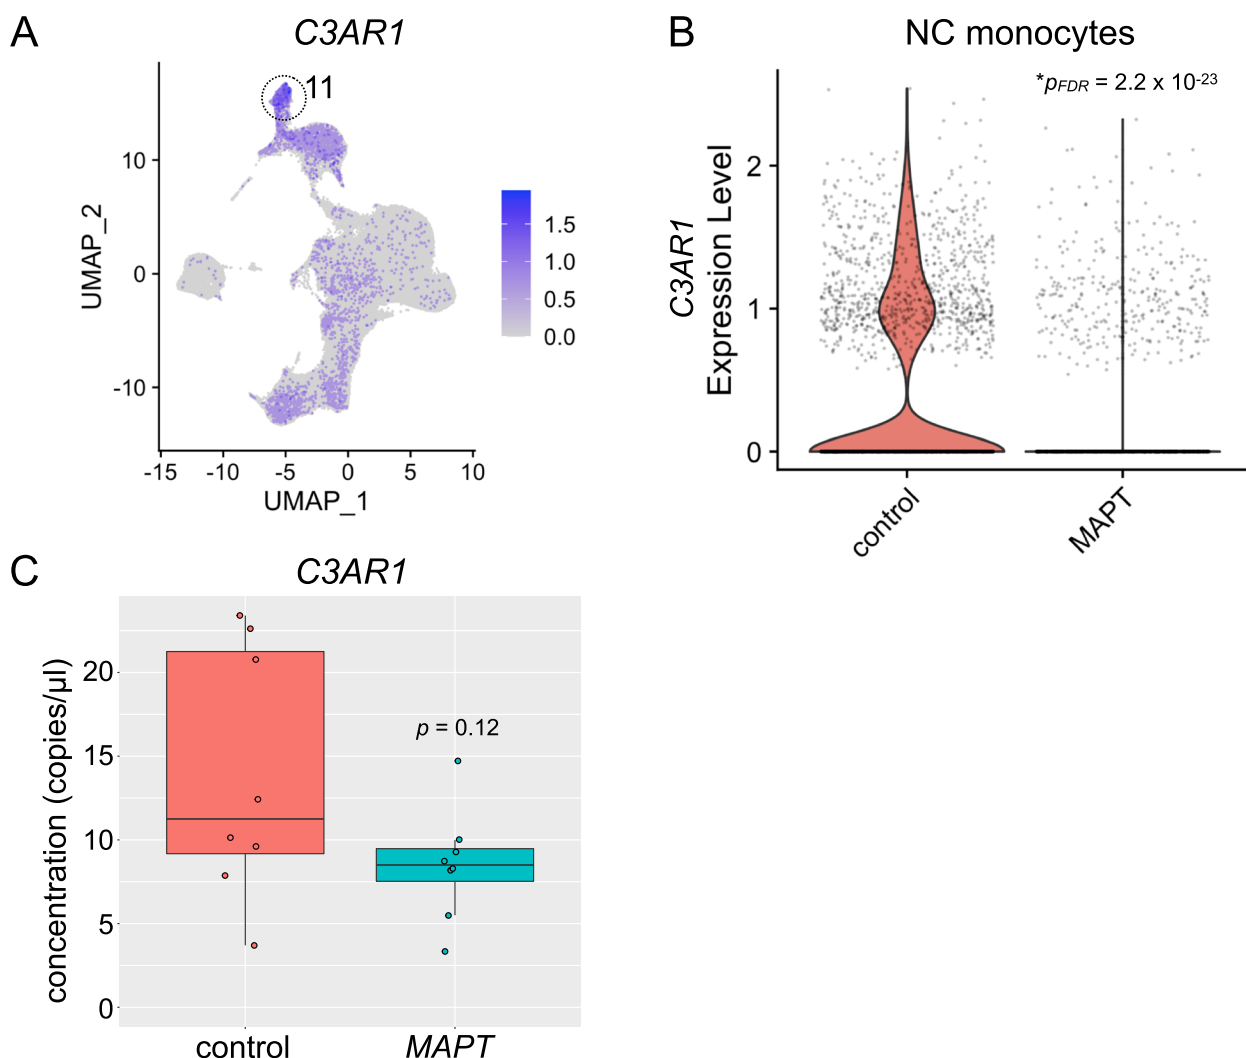 A
C3AR1
11
10
0
-10
UMAP_2
-15 -10 -5 0 5 10
UMAP_1
1.5
1.0
0.5
0.0
B
NC monocytes
*pFDR = 2.2 x 10-23
C3AR1
Expression Level
2
1
0
control
MAPT
C
C3AR1
concentration (copies/µl)
20
15
10
5
0
p = 0.12
control MAPT